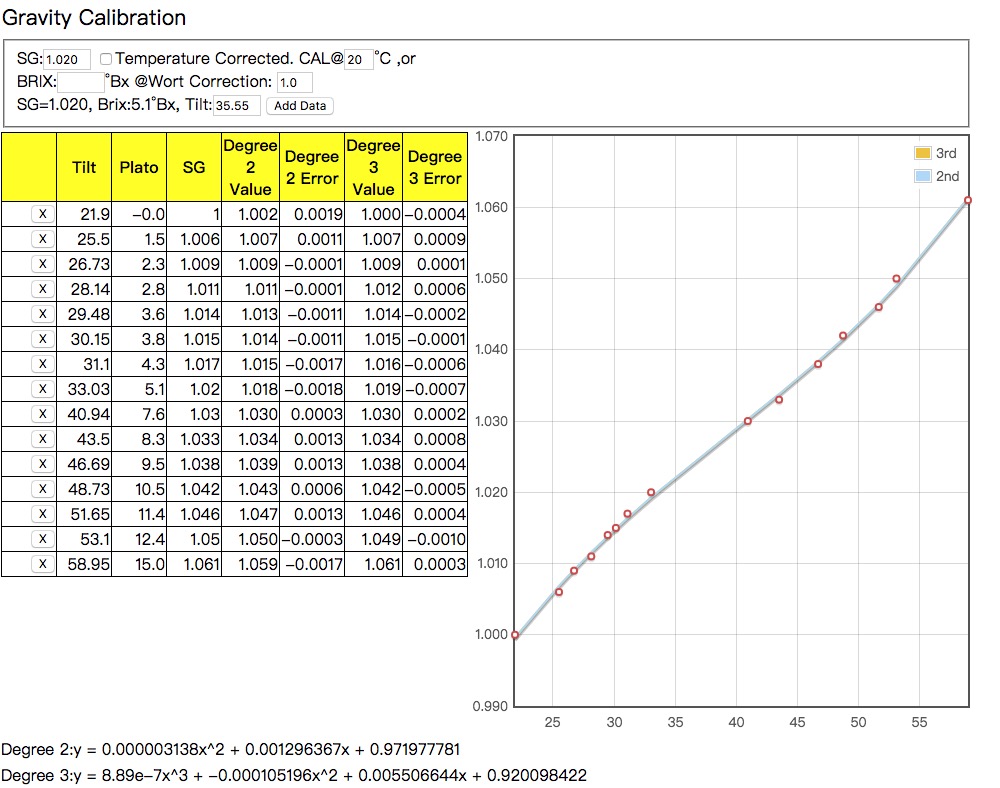 Gravity Calibration
SG: 1.020 Temperature Corrected. CAL@ 20 °C ,or
BRIX: °Bx @Wort Correction: 1.0
SG=1.020, Brix:5.1°Bx, Tilt: 35.55 Add Data
Tilt Plato SG Degree 2 Value Degree 2 Error Degree 3 Value Degree 3 Error
X 21.9 −0.0 1 1.002 0.0019 1.000 −0.0004
X 25.5 1.5 1.006 1.007 0.0011 1.007 0.0009
X 26.73 2.3 1.009 1.009 −0.0001 1.009 0.0001
X 28.14 2.8 1.011 1.011 −0.0001 1.012 0.0006
X 29.48 3.6 1.014 1.013 −0.0011 1.014 −0.0002
X 30.15 3.8 1.015 1.014 −0.0011 1.015 −0.0001
X 31.1 4.3 1.017 1.015 −0.0017 1.016 −0.0006
X 33.03 5.1 1.02 1.018 −0.0018 1.019 −0.0007
X 40.94 7.6 1.03 1.030 0.0003 1.030 0.0002
X 43.5 8.3 1.033 1.034 0.0013 1.034 0.0008
X 46.69 9.5 1.038 1.039 0.0013 1.038 0.0004
X 48.73 10.5 1.042 1.043 0.0006 1.042 −0.0005
X 51.65 11.4 1.046 1.047 0.0013 1.046 0.0004
X 53.1 12.4 1.05 1.050 −0.0003 1.049 −0.0010
X 58.95 15.0 1.061 1.059 −0.0017 1.061 0.0003
1.070
1.060
1.050
1.040
1.030
1.020
1.010
1.000
0.990
3rd
2nd
25 30 35 40 45 50 55
Degree 2:y = 0.000003138x^2 + 0.001296367x + 0.971977781
Degree 3:y = 8.89e−7x^3 + −0.000105196x^2 + 0.005506644x + 0.920098422